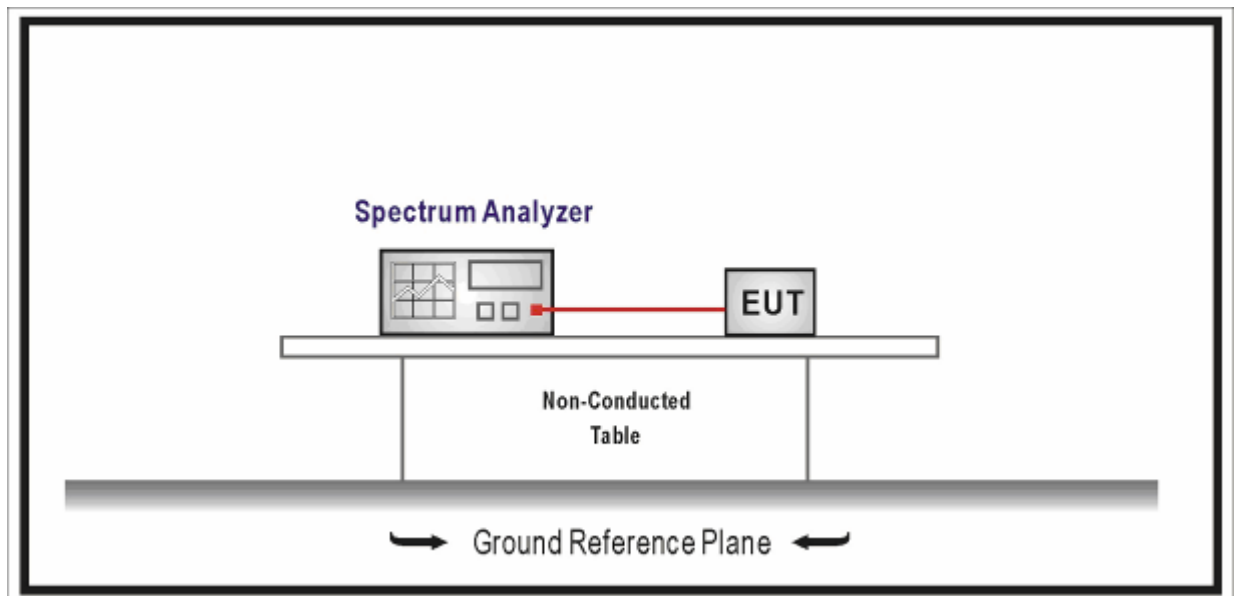 Spectrum Analyzer
EUT
Non-Conducted
Table
Ground Reference Plane